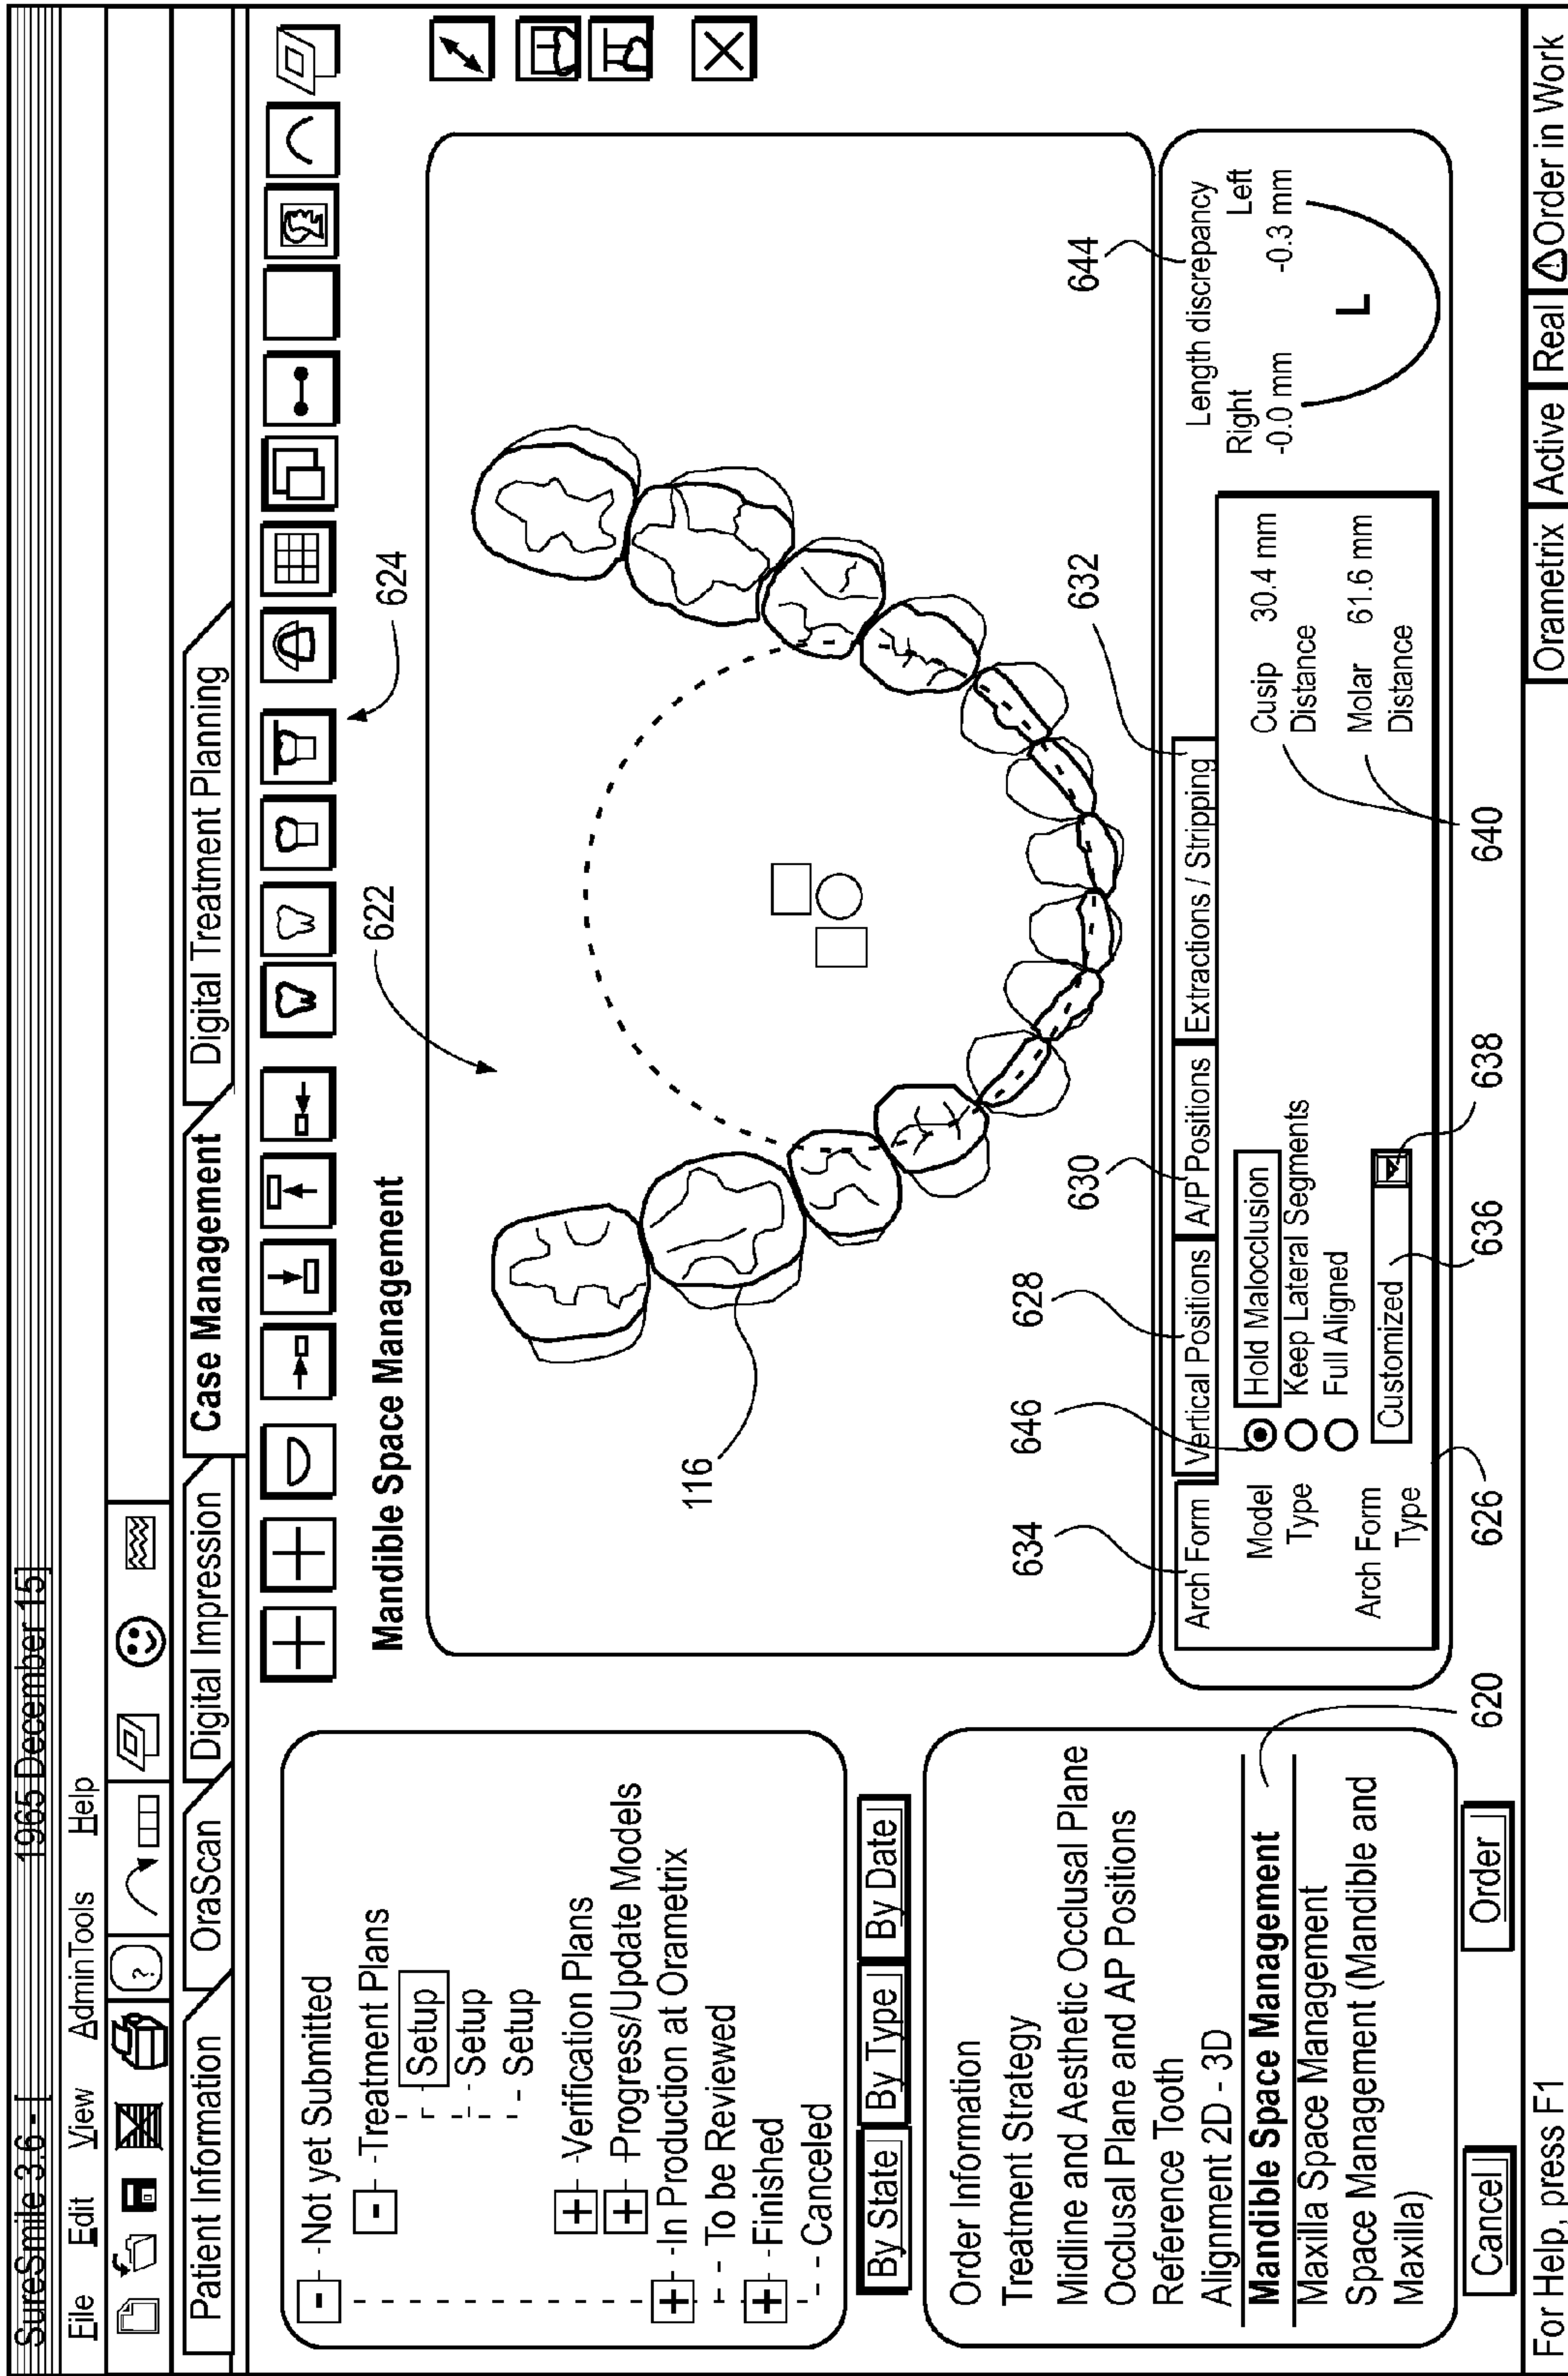 SureSmile 3.6 - [ 1965 December 15]
File Edit View AdminTools Help
?
Patient Information OraScan Digital Impression Case Management Digital Treatment Planning
Not yet Submitted
Treatment Plans
Setup
Setup
Setup
Verification Plans
Progress/Update Models
In Production at Orametrix
To be Reviewed
Finished
Canceled
By State By Type By Date
Order Information
Treatment Strategy
Midline and Aesthetic Occlusal Plane
Occlusal Plane and AP Positions
Reference Tooth
Alignment 2D - 3D
Mandible Space Management
Maxilla Space Management
Space Management (Mandible and
Maxilla)
Cancel Order
620
Mandible Space Management
622
624
116
634 646 628 630 632 644
Arch Form Vertical Positions A/P Positions Extractions / Stripping
Model
Type
Hold Malocclusion
Keep Lateral Segments
Full Aligned
Arch Form
Type
Customized
Cusip 30.4 mm
Distance
Molar 61.6 mm
Distance
Length discrepancy
Right Left
-0.0 mm -0.3 mm
L
626 636 638 640
For Help, press F1
Orametrix Active Real Order in Work